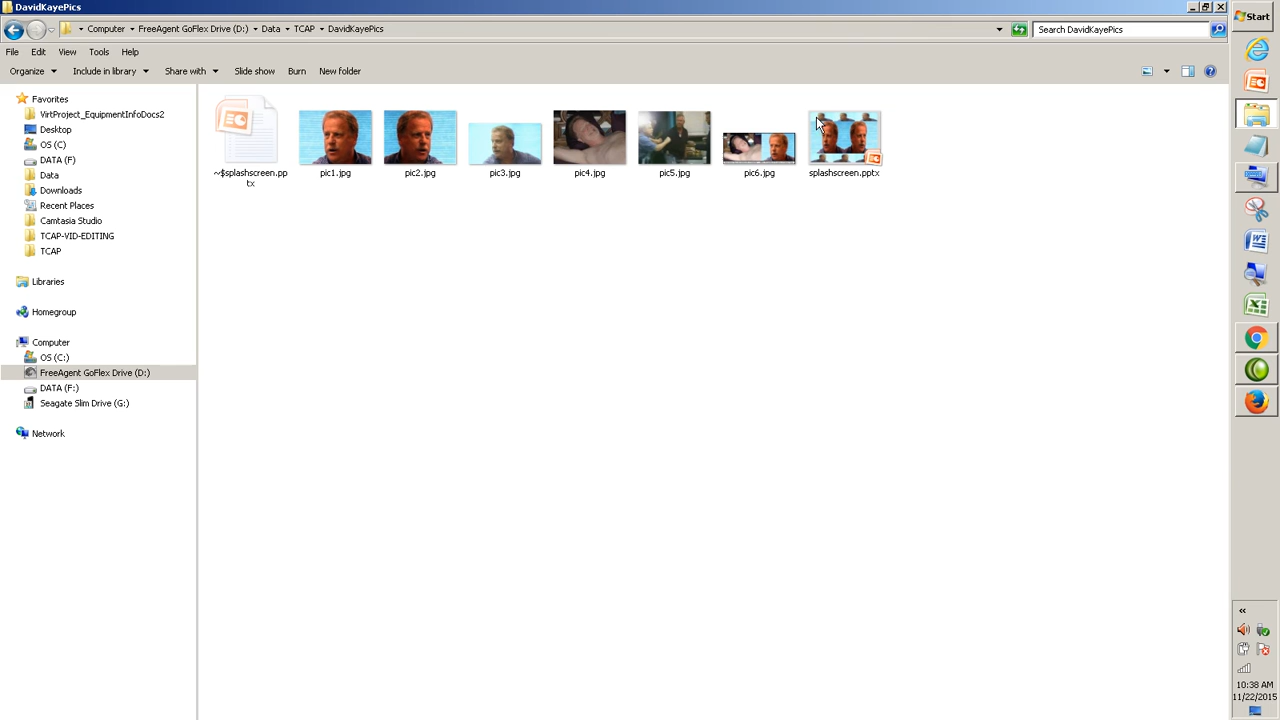 DavidKayePics
Computer FreeAgent GoFlex Drive (D:) Data TCAP DavidKayePics
Search DavidKayePics
Start
File Edit View Tools Help
Organize Include in library Share with Slide show Burn New folder
Favorites
VirtProject_EquipmentInfoDocs2
Desktop
OS (C)
DATA (F)
Data
Downloads
Recent Places
Camtasia Studio
TCAP-VID-EDITING
TCAP
Libraries
Homegroup
Computer
OS (C:)
FreeAgent GoFlex Drive (D:)
DATA (F:)
Seagate Slim Drive (G:)
Network
~$splashscreen.pp
tx
pic1.jpg
pic2.jpg
pic3.jpg
pic4.jpg
pic5.jpg
pic6.jpg
splashscreen.pptx
10:38 AM
11/22/2015